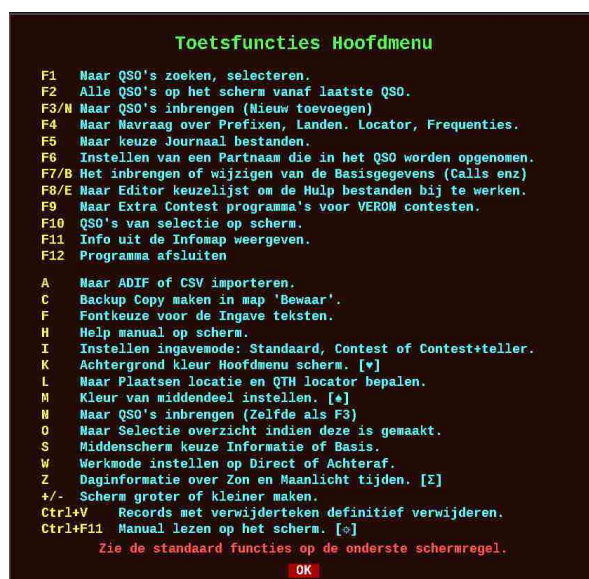 Toetsfuncties Hoofdmenu
F1 Naar QSO's zoeken, selecteren.
F2 Alle QSO's op het scherm vanaf laatste QSO.
F3/N Naar QSO's inbrengen (Nieuw toevoegen)
F4 Naar Navraag over Prefixen, Landen. Locator, Frequenties.
F5 Naar keuze Journaal bestanden.
F6 Instellen van een Partnaam die in het QSO worden opgenomen.
F7/B Het inbrengen of wijzigen van de Basisgegevens (Calls enz)
F8/E Naar Editor keuzelijst om de Hulp bestanden bij te werken.
F9 Naar Extra Contest programma's voor VERON contesten.
F10 QSO's van selectie op scherm.
F11 Info uit de Infomap weergeven.
F12 Programma afsluiten
A Naar ADIF of CSV importeren.
C Backup Copy maken in map 'Bewaar'.
F Fontkeuze voor de Ingave teksten.
H Help manual op scherm.
I Instellen ingavemode: Standaard, Contest of Contest+teller.
K Achtergrond kleur Hoofdmenu scherm. [♥]
L Naar Plaatsen locatie en QTH locator bepalen.
M Kleur van middendeel instellen. [♠]
N Naar QSO's inbrengen (Zelfde als F3)
O Naar Selectie overzicht indien deze is gemaakt.
S Middenscherm keuze Informatie of Basis.
W Werkmode instellen op Direct of Achteraf.
Z Daginformatie over Zon en Maanlicht tijden. [Σ]
+/- Scherm groter of kleiner maken.
Ctrl+V Records met verwijderteken definitief verwijderen.
Ctrl+F11 Manual lezen op het scherm. [☼]
Zie de standaard functies op de onderste schermregel.
OK